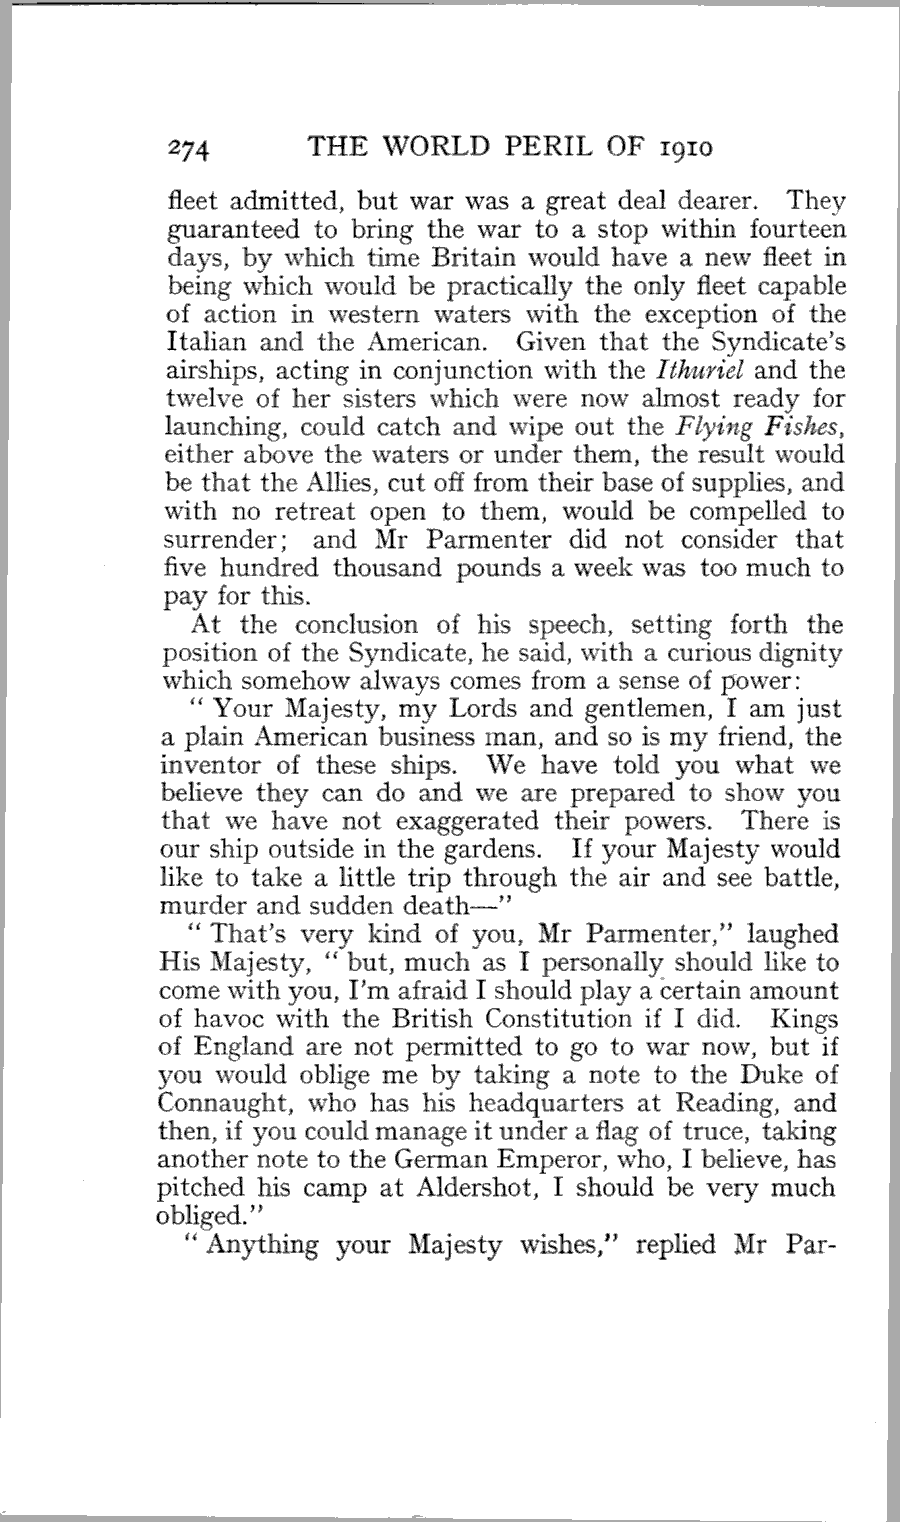 274 THE WORLD PERIL OF 1910
fleet admitted, but war was a great deal dearer. They
guaranteed to bring the war to a stop within fourteen
days, by which time Britain would have a new fleet in
being which would be practically the only fleet capable
of action in western waters with the exception of the
Italian and the American. Given that the Syndicate's
airships, acting in conjunction with the Ithuriel and the
twelve of her sisters which were now almost ready for
launching, could catch and wipe out the Flying Fishes,
either above the waters or under them, the result would
be that the Allies, cut off from their base of supplies, and
with no retreat open to them, would be compelled to
surrender; and Mr Parmenter did not consider that
five hundred thousand pounds a week was too much to
pay for this.
At the conclusion of his speech, setting forth the
position of the Syndicate, he said, with a curious dignity
which somehow always comes from a sense of power:
“ Your Majesty, my Lords and gentlemen, I am just
a plain American business man, and so is my friend, the
inventor of these ships. We have told you what we
believe they can do and we are prepared to show you
that we have not exaggerated their powers. There is
our ship outside in the gardens. If your Majesty would
like to take a little trip through the air and see battle,
murder and sudden death—”
“ That's very kind of you, Mr Parmenter,” laughed
His Majesty, “ but, much as I personally should like to
come with you, I'm afraid I should play a certain amount
of havoc with the British Constitution if I did. Kings
of England are not permitted to go to war now, but if
you would oblige me by taking a note to the Duke of
Connaught, who has his headquarters at Reading, and
then, if you could manage it under a flag of truce, taking
another note to the German Emperor, who, I believe, has
pitched his camp at Aldershot, I should be very much
obliged.”
“ Anything your Majesty wishes,” replied Mr Par-